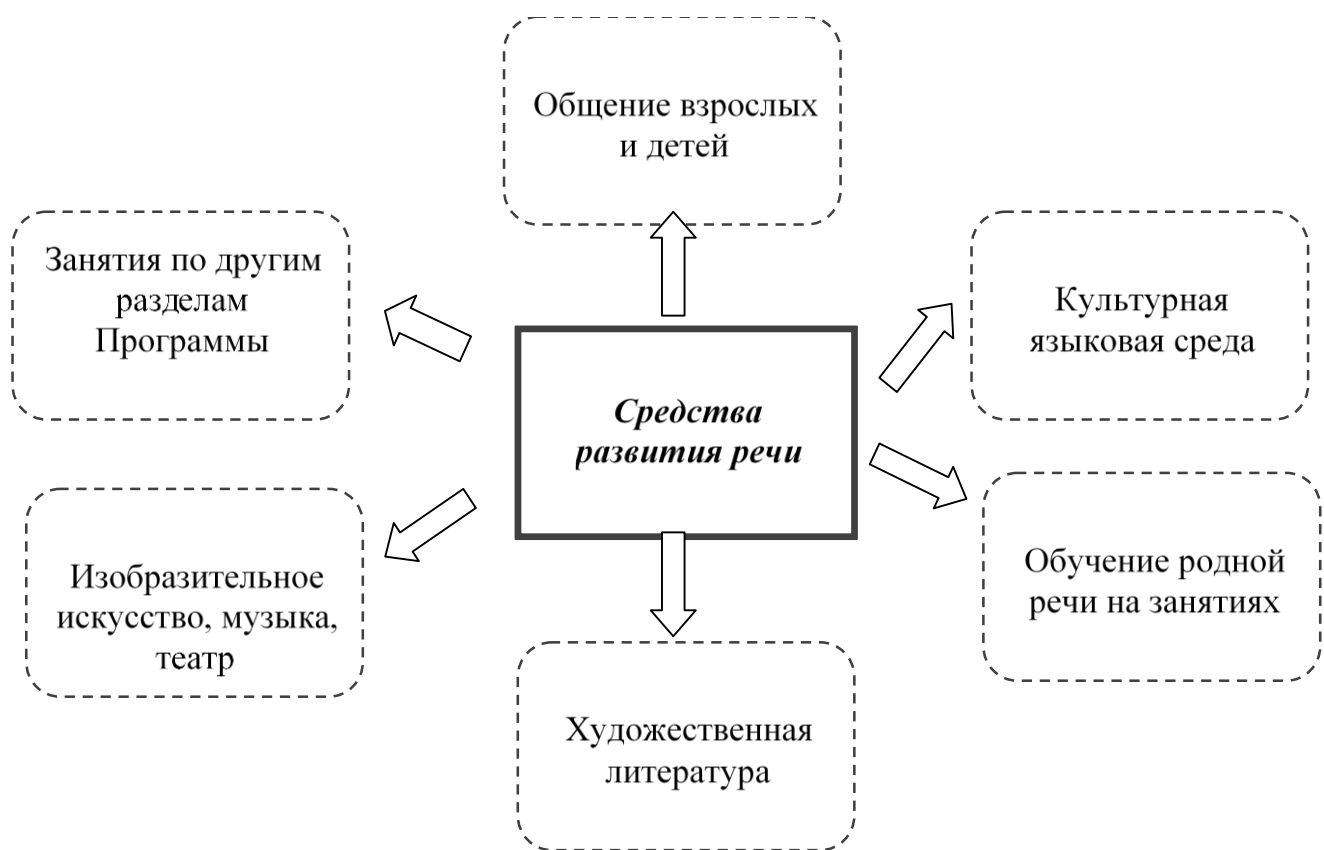 Общение взрослых
и детей
Занятия по другим
разделам
Программы
Культурная
языковая среда
Средства
развития речи
Изобразительное
искусство, музыка,
театр
Обучение родной
речи на занятиях
Художественная
литература